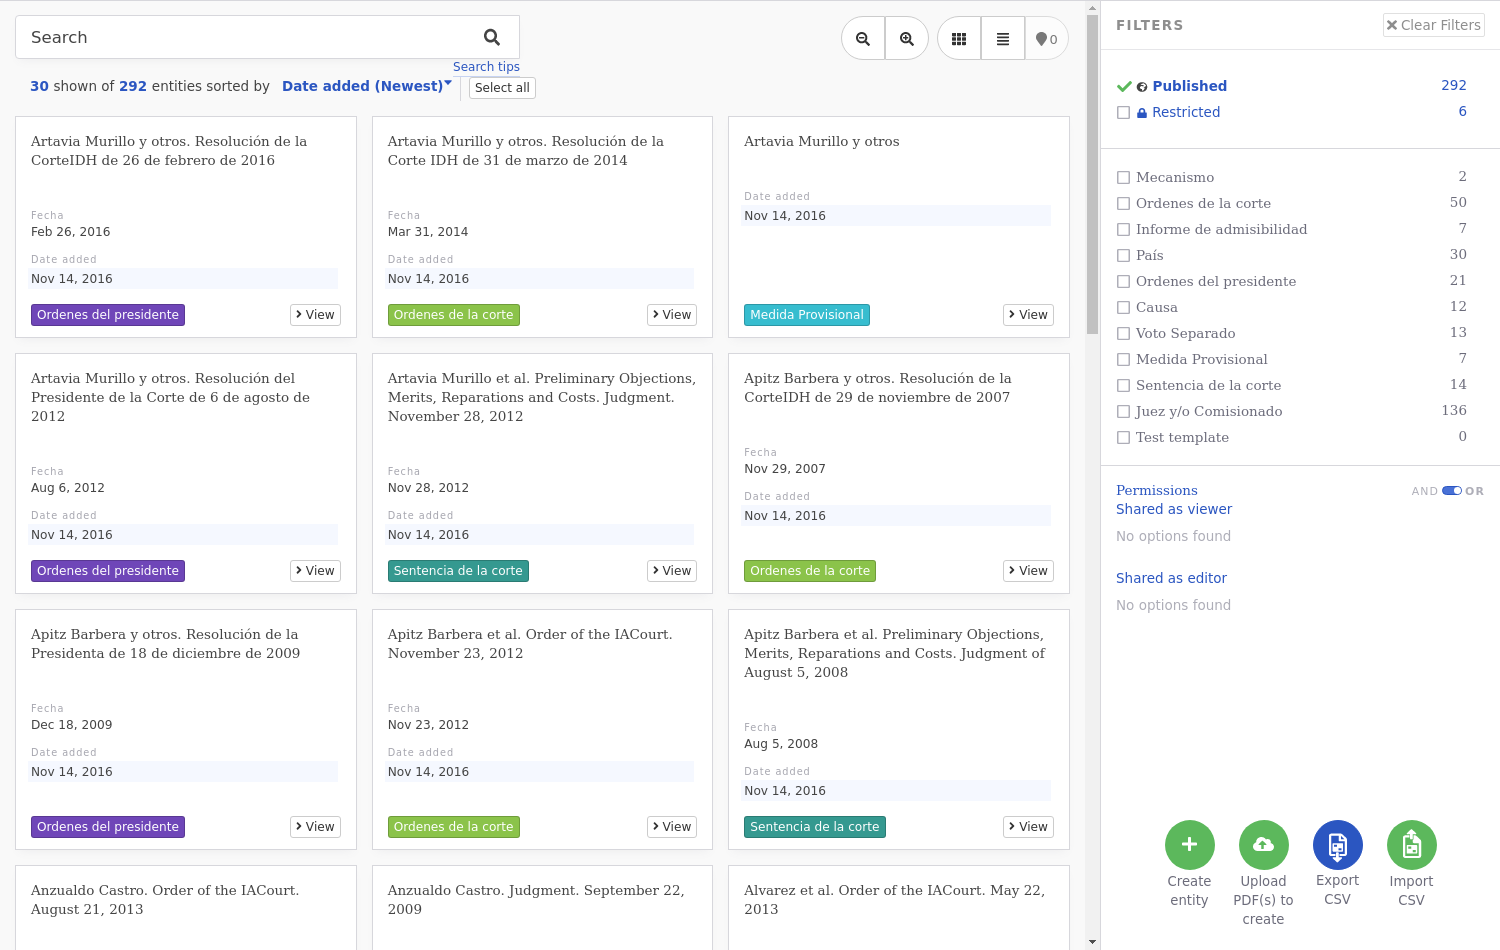 Search
Search tips
30 shown of 292 entities sorted by Date added (Newest)
Select all
0
Artavia Murillo y otros. Resolución de la
CorteIDH de 26 de febrero de 2016
Fecha
Feb 26, 2016
Date added
Nov 14, 2016
Ordenes del presidente
View
Artavia Murillo y otros. Resolución de la
Corte IDH de 31 de marzo de 2014
Fecha
Mar 31, 2014
Date added
Nov 14, 2016
Ordenes de la corte
View
Artavia Murillo y otros
Date added
Nov 14, 2016
Medida Provisional
View
Artavia Murillo y otros. Resolución del
Presidente de la Corte de 6 de agosto de
2012
Fecha
Aug 6, 2012
Date added
Nov 14, 2016
Ordenes del presidente
View
Artavia Murillo et al. Preliminary Objections,
Merits, Reparations and Costs. Judgment.
November 28, 2012
Fecha
Nov 28, 2012
Date added
Nov 14, 2016
Sentencia de la corte
View
Apitz Barbera y otros. Resolución de la
CorteIDH de 29 de noviembre de 2007
Fecha
Nov 29, 2007
Date added
Nov 14, 2016
Ordenes de la corte
View
Apitz Barbera y otros. Resolución de la
Presidenta de 18 de diciembre de 2009
Fecha
Dec 18, 2009
Date added
Nov 14, 2016
Ordenes del presidente
View
Apitz Barbera et al. Order of the IACourt.
November 23, 2012
Fecha
Nov 23, 2012
Date added
Nov 14, 2016
Ordenes de la corte
View
Apitz Barbera et al. Preliminary Objections,
Merits, Reparations and Costs. Judgment of
August 5, 2008
Fecha
Aug 5, 2008
Date added
Nov 14, 2016
Sentencia de la corte
View
Anzualdo Castro. Order of the IACourt.
August 21, 2013
Anzualdo Castro. Judgment. September 22,
2009
Alvarez et al. Order of the IACourt. May 22,
2013
FILTERS
Clear Filters
Published 292
Restricted 6
Mecanismo 2
Ordenes de la corte 50
Informe de admisibilidad 7
País 30
Ordenes del presidente 21
Causa 12
Voto Separado 13
Medida Provisional 7
Sentencia de la corte 14
Juez y/o Comisionado 136
Test template 0
Permissions
AND OR
Shared as viewer
No options found
Shared as editor
No options found
Create
entity
Upload
PDF(s) to
create
Export
CSV
Import
CSV